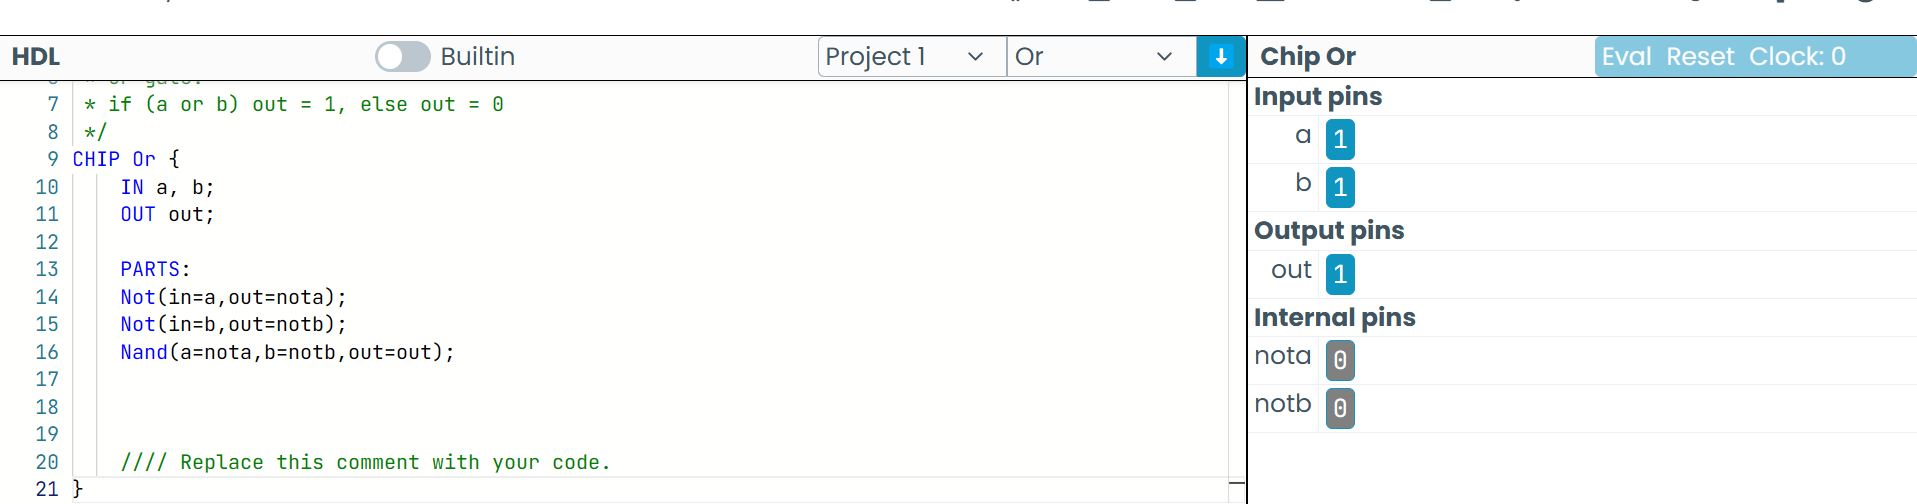 HDL Builtin Project 1 Or Chip Or Eval Reset Clock: 0
7 * if (a or b) out = 1, else out = 0
8 */
9 CHIP Or {
10 IN a, b;
11 OUT out;
12
13 PARTS:
14 Not(in=a,out=nota);
15 Not(in=b,out=notb);
16 Nand(a=nota,b=notb,out=out);
17
18
19
20 //// Replace this comment with your code.
21 }
Input pins
a 1
b 1
Output pins
out 1
Internal pins
nota 0
notb 0